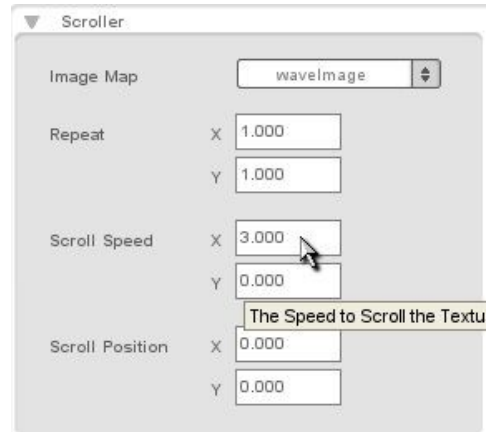 Scroller
Image Map waveImage
Repeat X 1.000
Y 1.000
Scroll Speed X 3.000
Y 0.000
The Speed to Scroll the Textu
Scroll Position X 0.000
Y 0.000